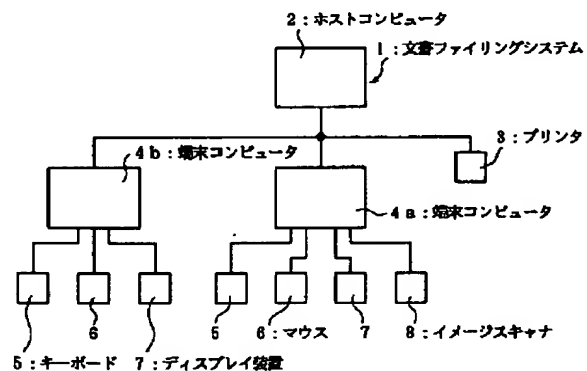 2：ホストコンピュータ
1：文書ファイリングシステム
3：プリンタ
4b：端末コンピュータ
4a：端末コンピュータ
6
5
6：マウス
7
8：イメージスキャナ
5：キーボード
7：ディスプレイ装置